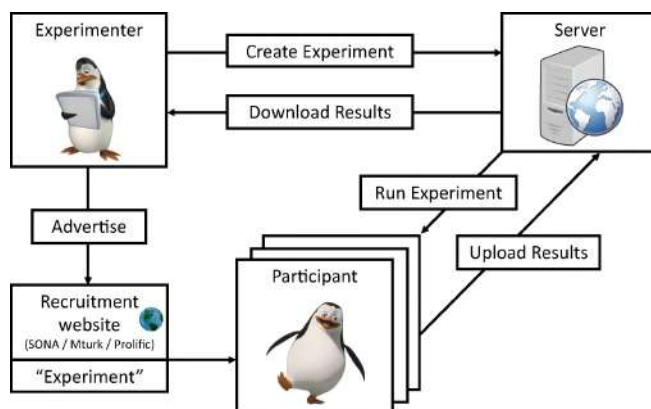 Experimenter
Create Experiment
Server
Download Results
Run Experiment
Advertise
Upload Results
Participant
Recruitment
website
(SONA / Mturk / Prolific)
“Experiment”